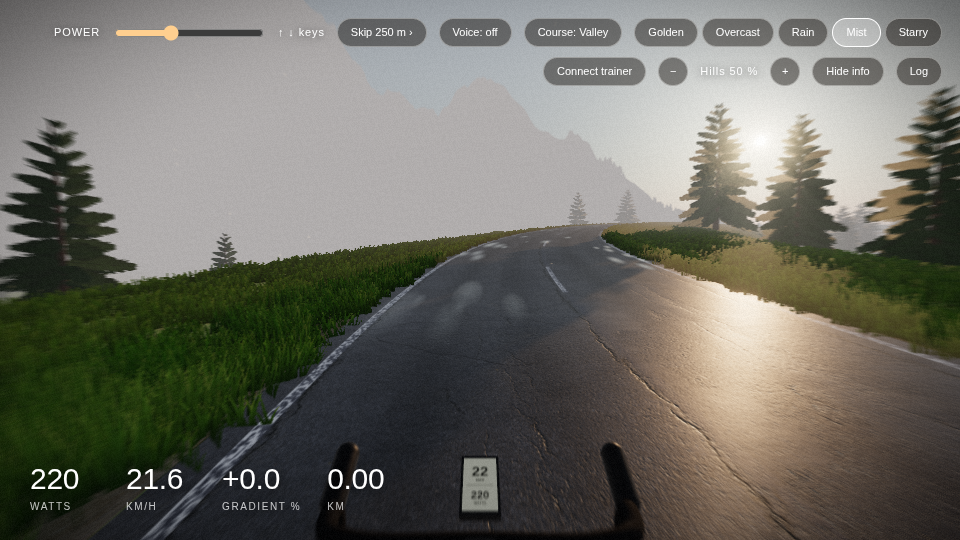 POWER ↑ ↓ keys Skip 250 m › Voice: off Course: Valley Golden Overcast Rain Mist Starry
Connect trainer − Hills 50 % + Hide info Log
22
220
220 21.6 +0.0 0.00
WATTS KM/H GRADIENT % KM